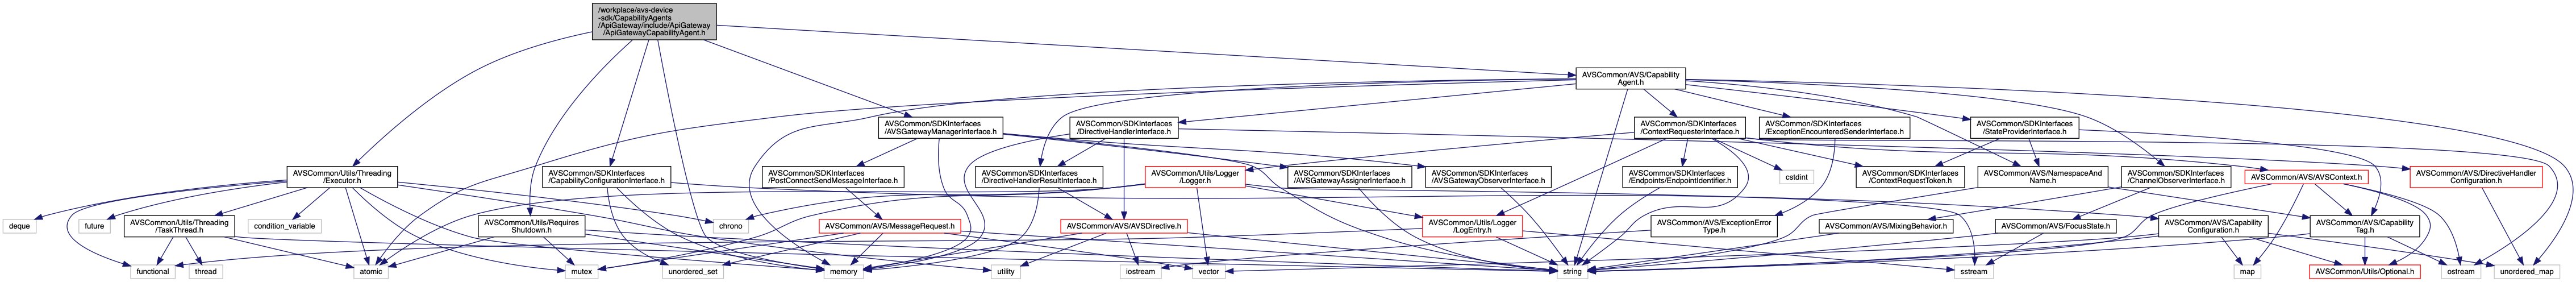 /workplace/avs-device
-sdk/CapabilityAgents
/ApiGateway/include/ApiGateway
/ApiGatewayCapabilityAgent.h
AVSCommon/AVS/Capability
Agent.h
AVSCommon/SDKInterfaces
/AVSGatewayManagerInterface.h
AVSCommon/SDKInterfaces
/DirectiveHandlerInterface.h
AVSCommon/SDKInterfaces
/ContextRequesterInterface.h
AVSCommon/SDKInterfaces
/ExceptionEncounteredSenderInterface.h
AVSCommon/SDKInterfaces
/StateProviderInterface.h
AVSCommon/Utils/Threading
/Executor.h
AVSCommon/SDKInterfaces
/CapabilityConfigurationInterface.h
AVSCommon/SDKInterfaces
/PostConnectSendMessageInterface.h
AVSCommon/SDKInterfaces
/DirectiveHandlerResultInterface.h
AVSCommon/Utils/Logger
/Logger.h
AVSCommon/SDKInterfaces
/AVSGatewayAssignerInterface.h
AVSCommon/SDKInterfaces
/AVSGatewayObserverInterface.h
AVSCommon/SDKInterfaces
/Endpoints/EndpointIdentifier.h
cstdint
AVSCommon/SDKInterfaces
/ContextRequestToken.h
AVSCommon/AVS/NamespaceAnd
Name.h
AVSCommon/SDKInterfaces
/ChannelObserverInterface.h
AVSCommon/AVS/AVSContext.h
AVSCommon/AVS/DirectiveHandler
Configuration.h
deque
future
AVSCommon/Utils/Threading
/TaskThread.h
condition_variable
AVSCommon/Utils/Requires
Shutdown.h
chrono
AVSCommon/AVS/MessageRequest.h
AVSCommon/AVS/AVSDirective.h
AVSCommon/Utils/Logger
/LogEntry.h
AVSCommon/AVS/ExceptionError
Type.h
AVSCommon/AVS/MixingBehavior.h
AVSCommon/AVS/FocusState.h
AVSCommon/AVS/Capability
Configuration.h
AVSCommon/AVS/Capability
Tag.h
functional
thread
atomic
mutex
unordered_set
memory
utility
iostream
vector
string
sstream
map
AVSCommon/Utils/Optional.h
ostream
unordered_map